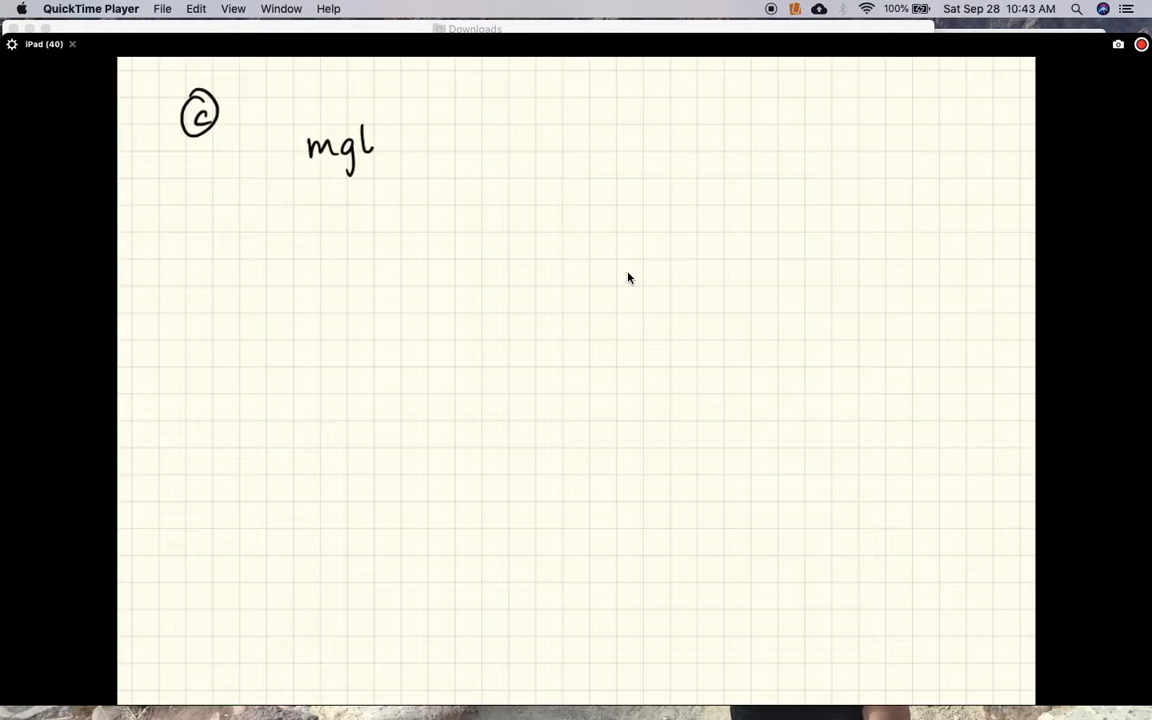 QuickTime Player File Edit View Window Help 100% Sat Sep 28 10:43 AM
Downloads
iPad (40)
c
mgl